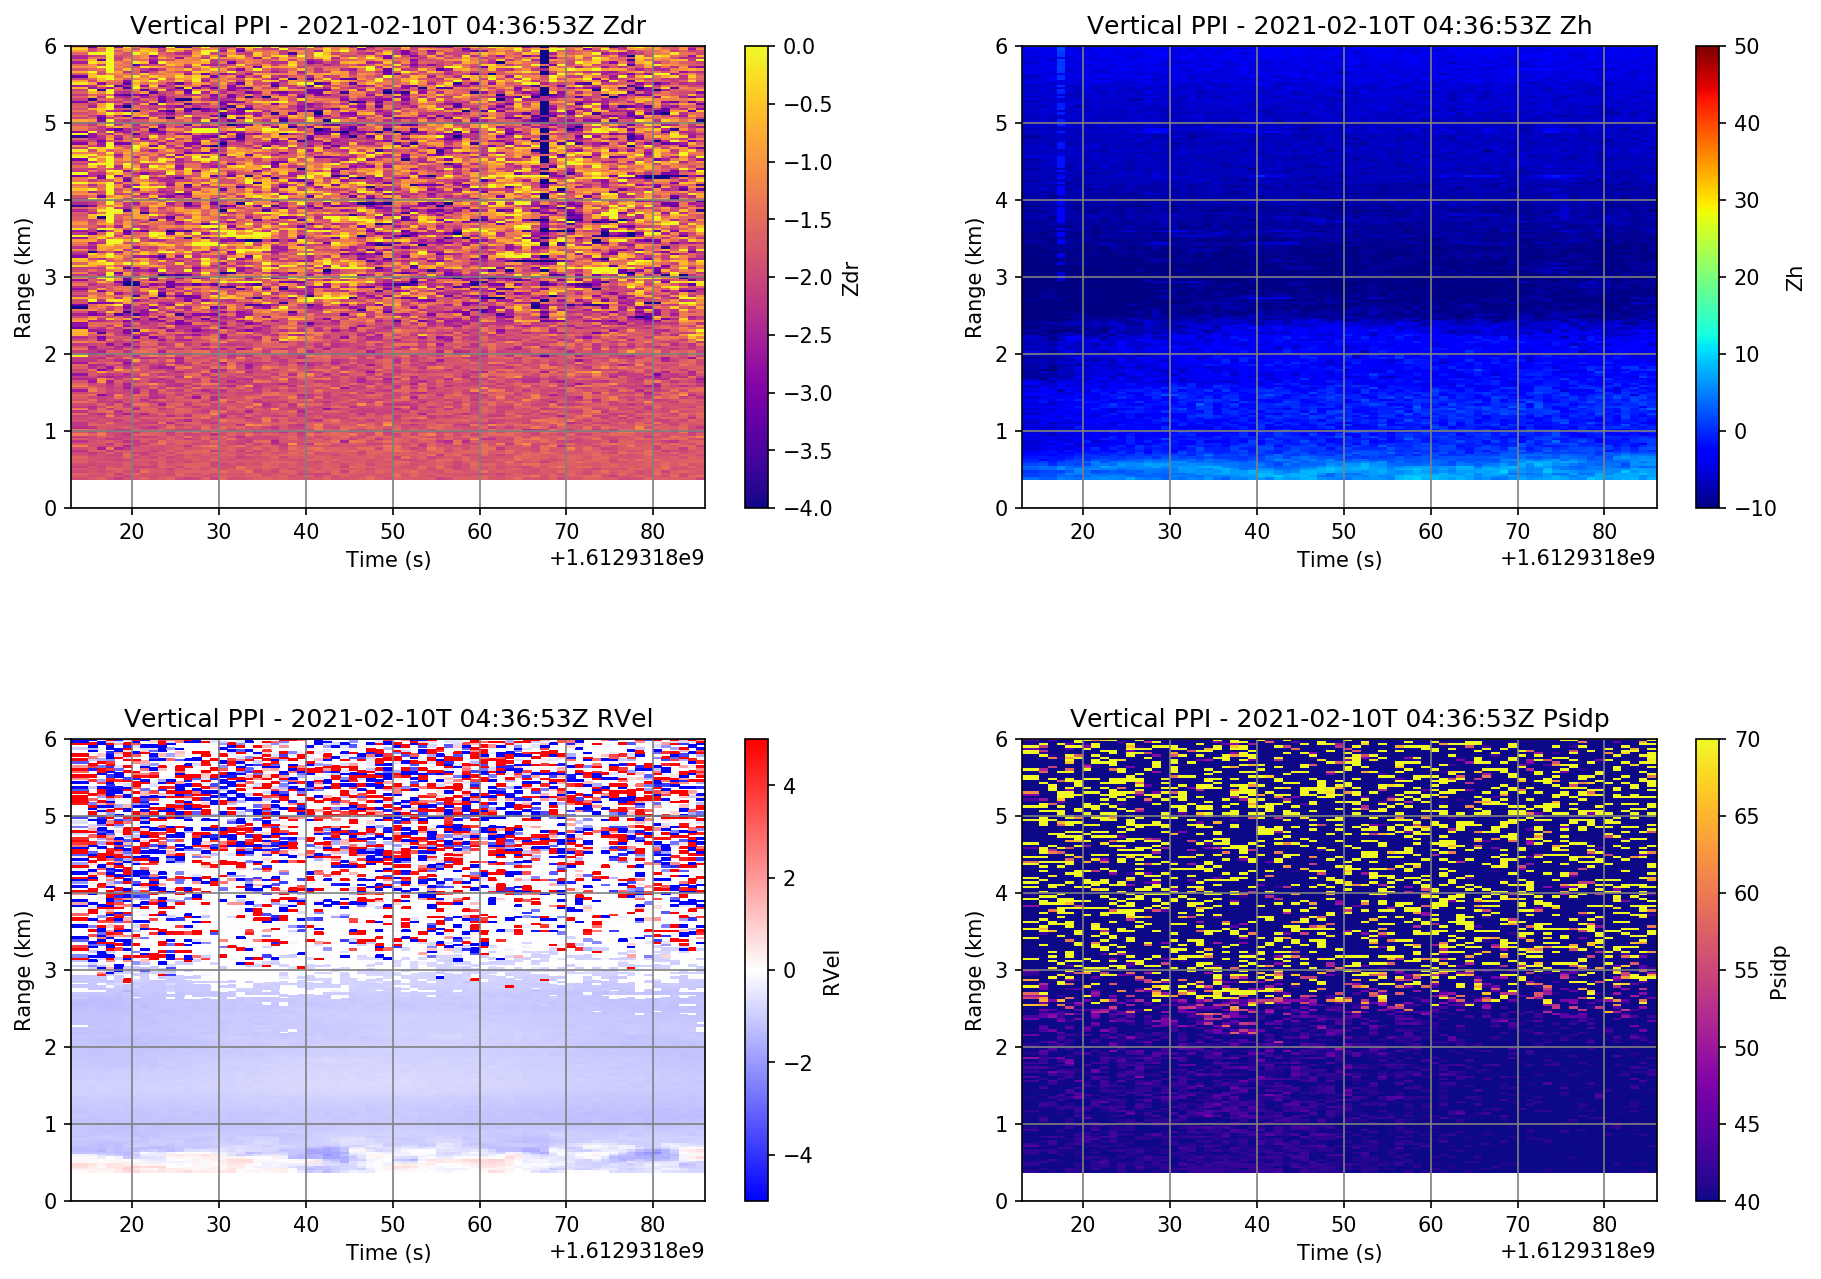 Vertical PPI - 2021-02-10T 04:36:53Z Zdr
6
5
4
3
2
1
0
Range (km)
20 30 40 50 60 70 80
Time (s)
+1.6129318e9
0.0
−0.5
−1.0
−1.5
−2.0
−2.5
−3.0
−3.5
−4.0
Zdr
Vertical PPI - 2021-02-10T 04:36:53Z Zh
6
5
4
3
2
1
0
Range (km)
20 30 40 50 60 70 80
Time (s)
+1.6129318e9
50
40
30
20
10
0
−10
Zh
Vertical PPI - 2021-02-10T 04:36:53Z RVel
6
5
4
3
2
1
0
Range (km)
20 30 40 50 60 70 80
Time (s)
+1.6129318e9
4
2
0
−2
−4
RVel
Vertical PPI - 2021-02-10T 04:36:53Z Psidp
6
5
4
3
2
1
0
Range (km)
20 30 40 50 60 70 80
Time (s)
+1.6129318e9
70
65
60
55
50
45
40
Psidp